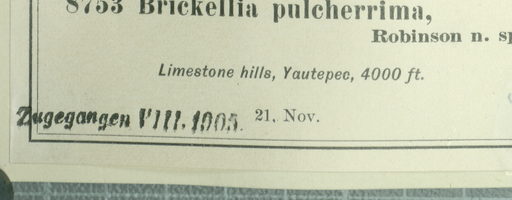 8753 Brickellia pulcherrima,
Robinson n. sp
Limestone hills, Yautepec, 4000 ft.
Zugegangen VIII. 1905. 21. Nov.